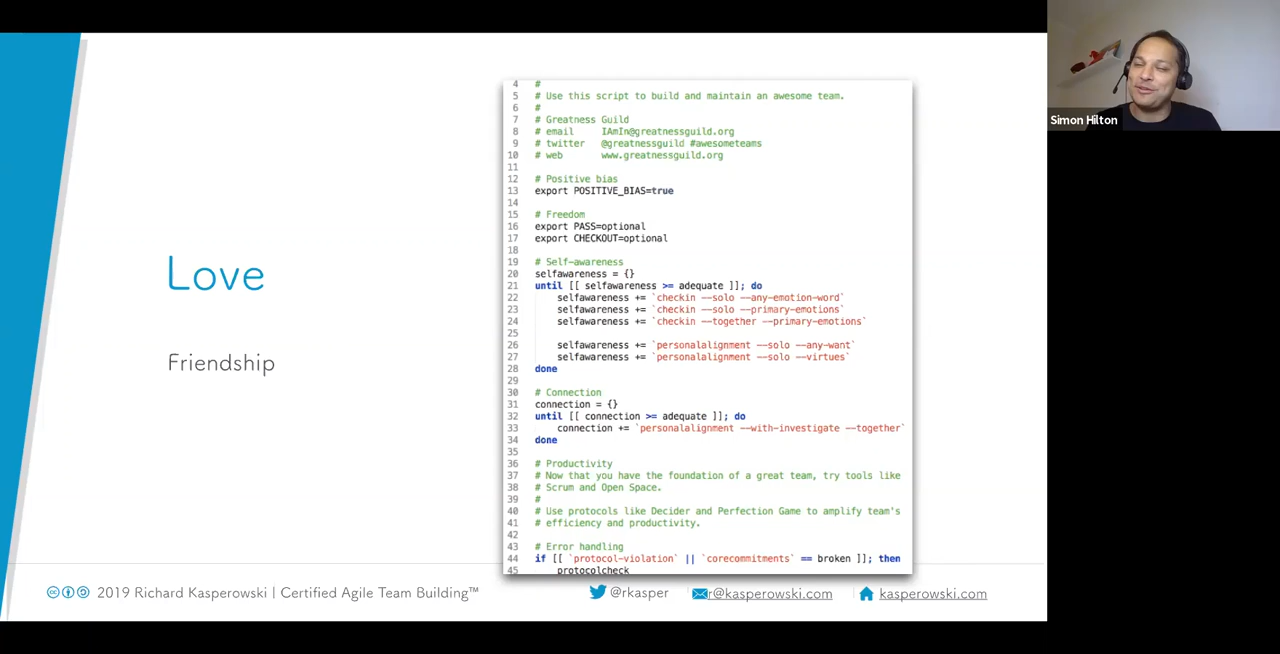 Love
Friendship
4 #
5 # Use this script to build and maintain an awesome team.
6 #
7 # Greatness Guild
8 # email     IAmIn@greatnessguild.org
9 # twitter   @greatnessguild #awesometeams
10 # web       www.greatnessguild.org
11
12 # Positive bias
13 export POSITIVE_BIAS=true
14
15 # Freedom
16 export PASS=optional
17 export CHECKOUT=optional
18
19 # Self-awareness
20 selfawareness = {}
21 until [[ selfawareness >= adequate ]]; do
22     selfawareness += `checkin --solo --any-emotion-word`
23     selfawareness += `checkin --solo --primary-emotions`
24     selfawareness += `checkin --together --primary-emotions`
25
26     selfawareness += `personalalignment --solo --any-want`
27     selfawareness += `personalalignment --solo --virtues`
28 done
29
30 # Connection
31 connection = {}
32 until [[ connection >= adequate ]]; do
33     connection += `personalalignment --with-investigate --together`
34 done
35
36 # Productivity
37 # Now that you have the foundation of a great team, try tools like
38 # Scrum and Open Space.
39 #
40 # Use protocols like Decider and Perfection Game to amplify team's
41 # efficiency and productivity.
42
43 # Error handling
44 if [[ `protocol-violation` || `corecommitments` == broken ]]; then
45     protocolcheck
2019 Richard Kasperowski | Certified Agile Team Building™
@rkasper
r@kasperowski.com
kasperowski.com
Simon Hilton